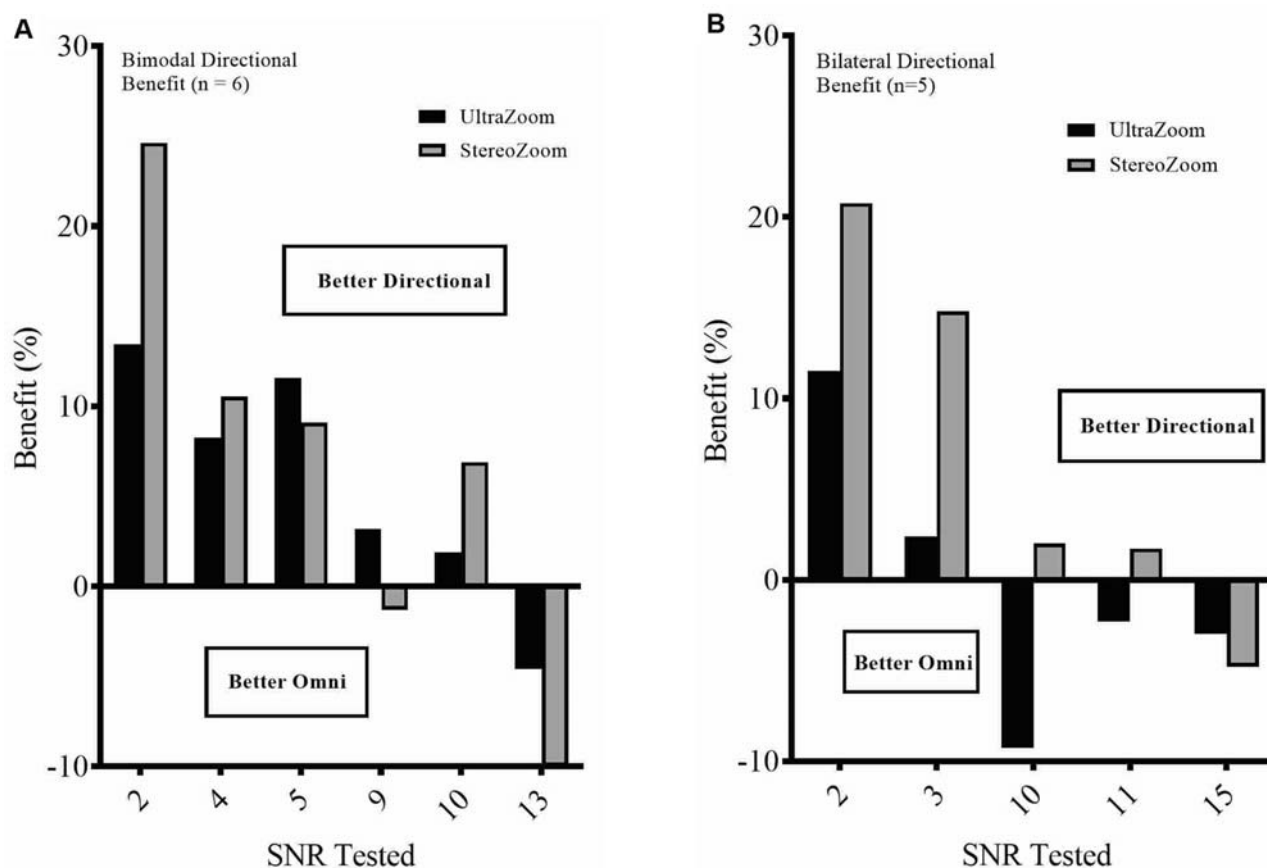 A
Bimodal Directional
Benefit (n = 6)
UltraZoom
StereoZoom
Better Directional
Better Omni
Benefit (%)
30
20
10
0
-10
2
4
5
9
10
13
SNR Tested
B
Bilateral Directional
Benefit (n=5)
UltraZoom
StereoZoom
Better Directional
Better Omni
Benefit (%)
30
20
10
0
-10
2
3
10
11
15
SNR Tested